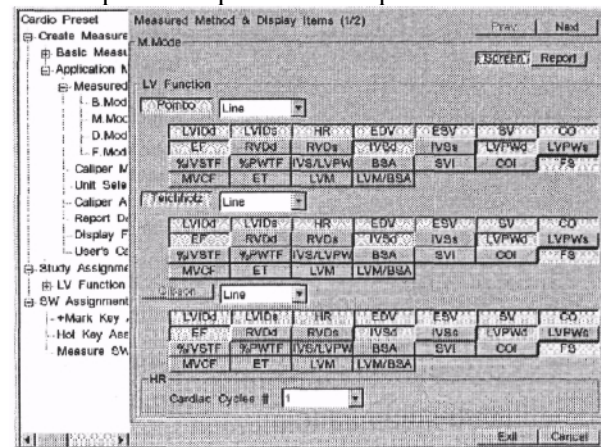 Cardio Preset
Create Measure
Basic Measu
Application M
Measured
B.Mod
M.Mod
D.Mod
F.Mod
Caliper M
Unit Sele
Caliper A
Report De
Display F
User's Ca
Study Assignme
LV Function
SW Assignment
+Mark Key
Hot Key Ass
Measure SW
Measured Method & Display Items (1/2)
Prev. Next
M.Mode
Screen Report
LV Function
Pombo Line
LVIDd LVIDs HR EDV ESV SV CO
EF RVDd RVDs IVSd IVSs LVPWd LVPWs
%IVSTF %PWTF IVS/LVPW BSA SVI COI FS
MVCF ET LVM LVM/BSA
Teichholz Line
LVIDd LVIDs HR EDV ESV SV CO
EF RVDd RVDs IVSd IVSs LVPWd LVPWs
%IVSTF %PWTF IVS/LVPW BSA SVI COI FS
MVCF ET LVM LVM/BSA
Gibson Line
LVIDd LVIDs HR EDV ESV SV CO
EF RVDd RVDs IVSd IVSs LVPWd LVPWs
%IVSTF %PWTF IVS/LVPW BSA SVI COI FS
MVCF ET LVM LVM/BSA
HR
Cardiac Cycles # 1
Exit Cancel